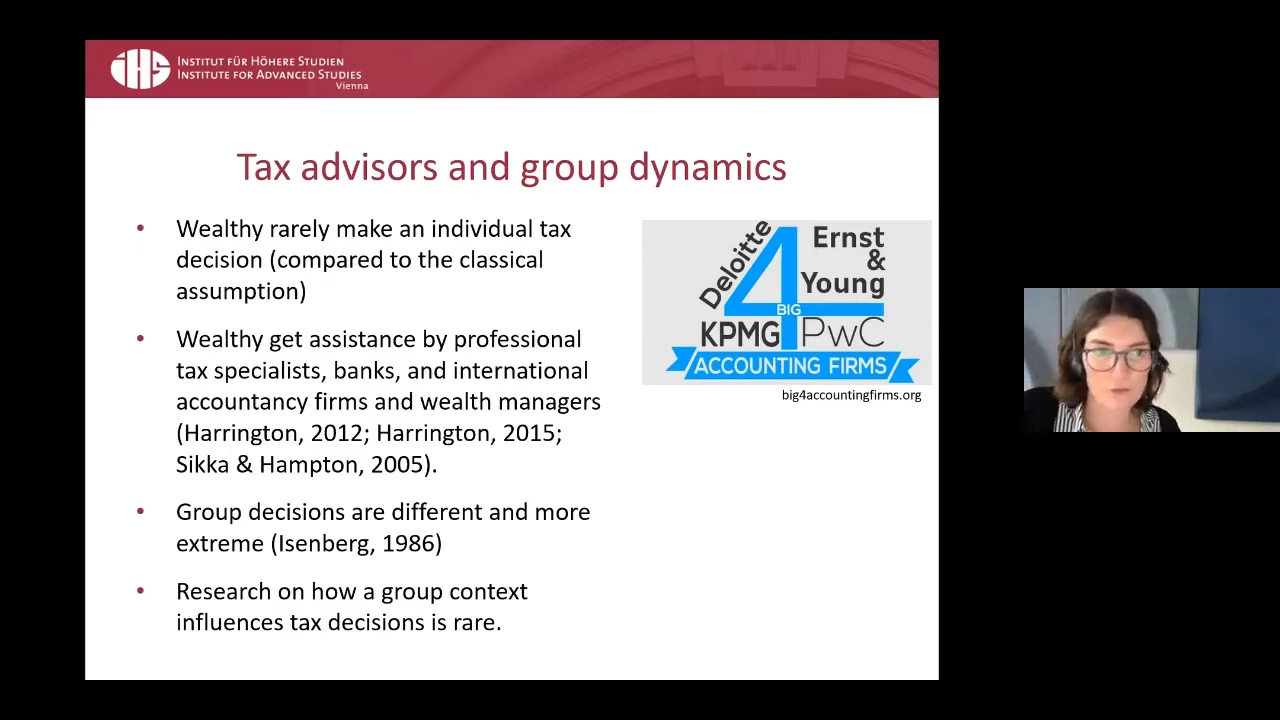 iHS
INSTITUT FÜR HÖHERE STUDIEN
INSTITUTE FOR ADVANCED STUDIES
Vienna
Tax advisors and group dynamics
• Wealthy rarely make an individual tax
decision (compared to the classical
assumption)
• Wealthy get assistance by professional
tax specialists, banks, and international
accountancy firms and wealth managers
(Harrington, 2012; Harrington, 2015;
Sikka & Hampton, 2005).
• Group decisions are different and more
extreme (Isenberg, 1986)
• Research on how a group context
influences tax decisions is rare.
Deloitte
4
Ernst
&
Young
BIG
KPMG
PwC
ACCOUNTING FIRMS
big4accountingfirms.org